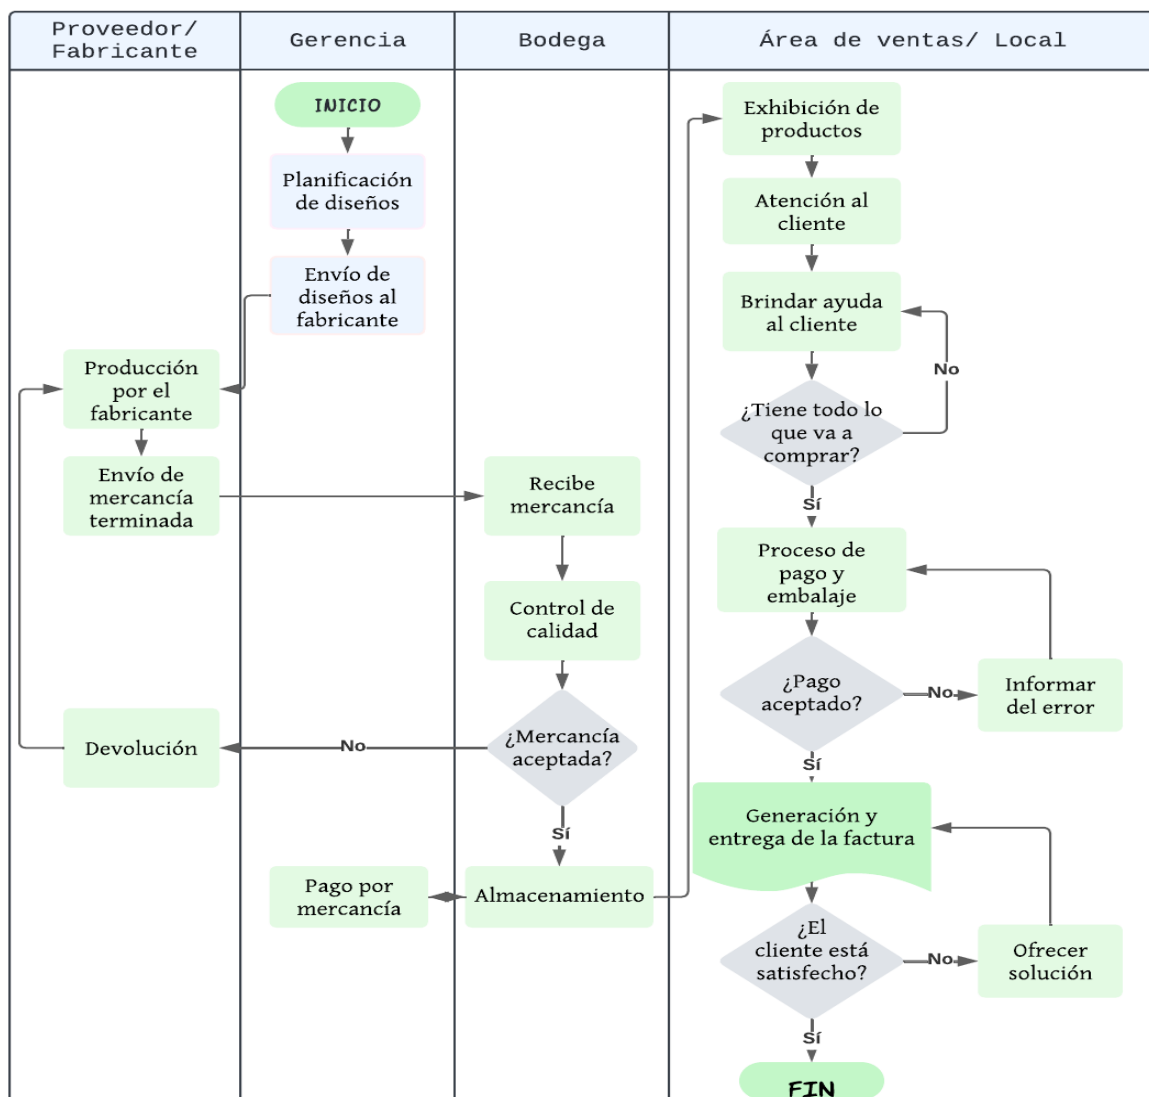 Proveedor/
Fabricante
Gerencia
Bodega
Área de ventas/ Local
INICIO
Planificación
de diseños
Envío de
diseños al
fabricante
Producción
por el
fabricante
Envío de
mercancía
terminada
Recibe
mercancía
Control de
calidad
¿Mercancía
aceptada?
No
Devolución
Sí
Almacenamiento
Pago por
mercancía
Exhibición de
productos
Atención al
cliente
Brindar ayuda
al cliente
¿Tiene todo lo
que va a
comprar?
No
Sí
Proceso de
pago y
embalaje
¿Pago
aceptado?
No
Informar
del error
Sí
Generación y
entrega de la factura
¿El
cliente está
satisfecho?
No
Ofrecer
solución
Sí
FIN